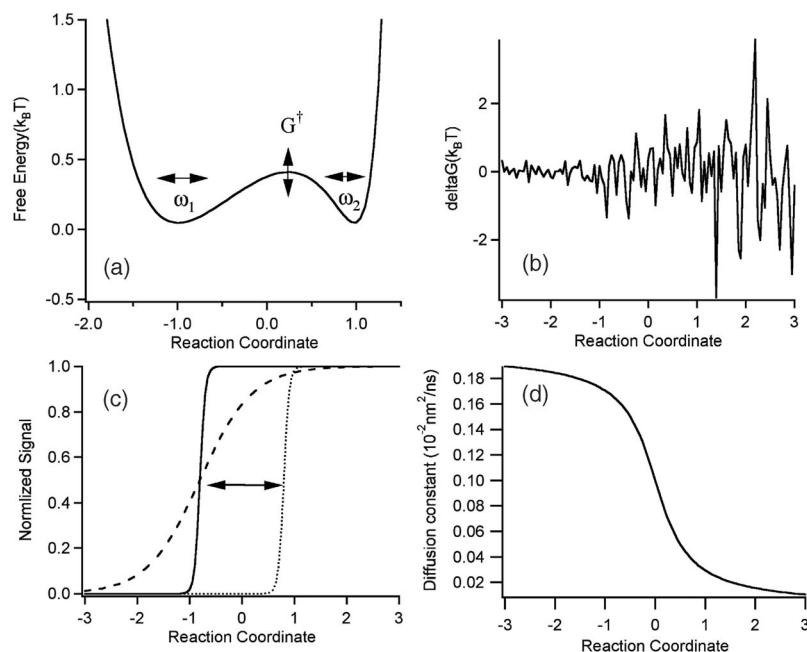 1.5
1.0
0.5
0.0
-0.5
Free Energy(kBT)
G†
ω1
ω2
(a)
-2.0 -1.0 0.0 1.0
Reaction Coordinate
2
0
-2
deltaG(kBT)
(b)
-3 -2 -1 0 1 2 3
Reaction Coordinate
1.0
0.8
0.6
0.4
0.2
0.0
Normlized Signal
(c)
-3 -2 -1 0 1 2 3
Reaction Coordinate
0.18
0.16
0.14
0.12
0.10
0.08
0.06
0.04
0.02
Diffusion constant (10⁻²nm²/ns)
(d)
-3 -2 -1 0 1 2 3
Reaction Coordinate